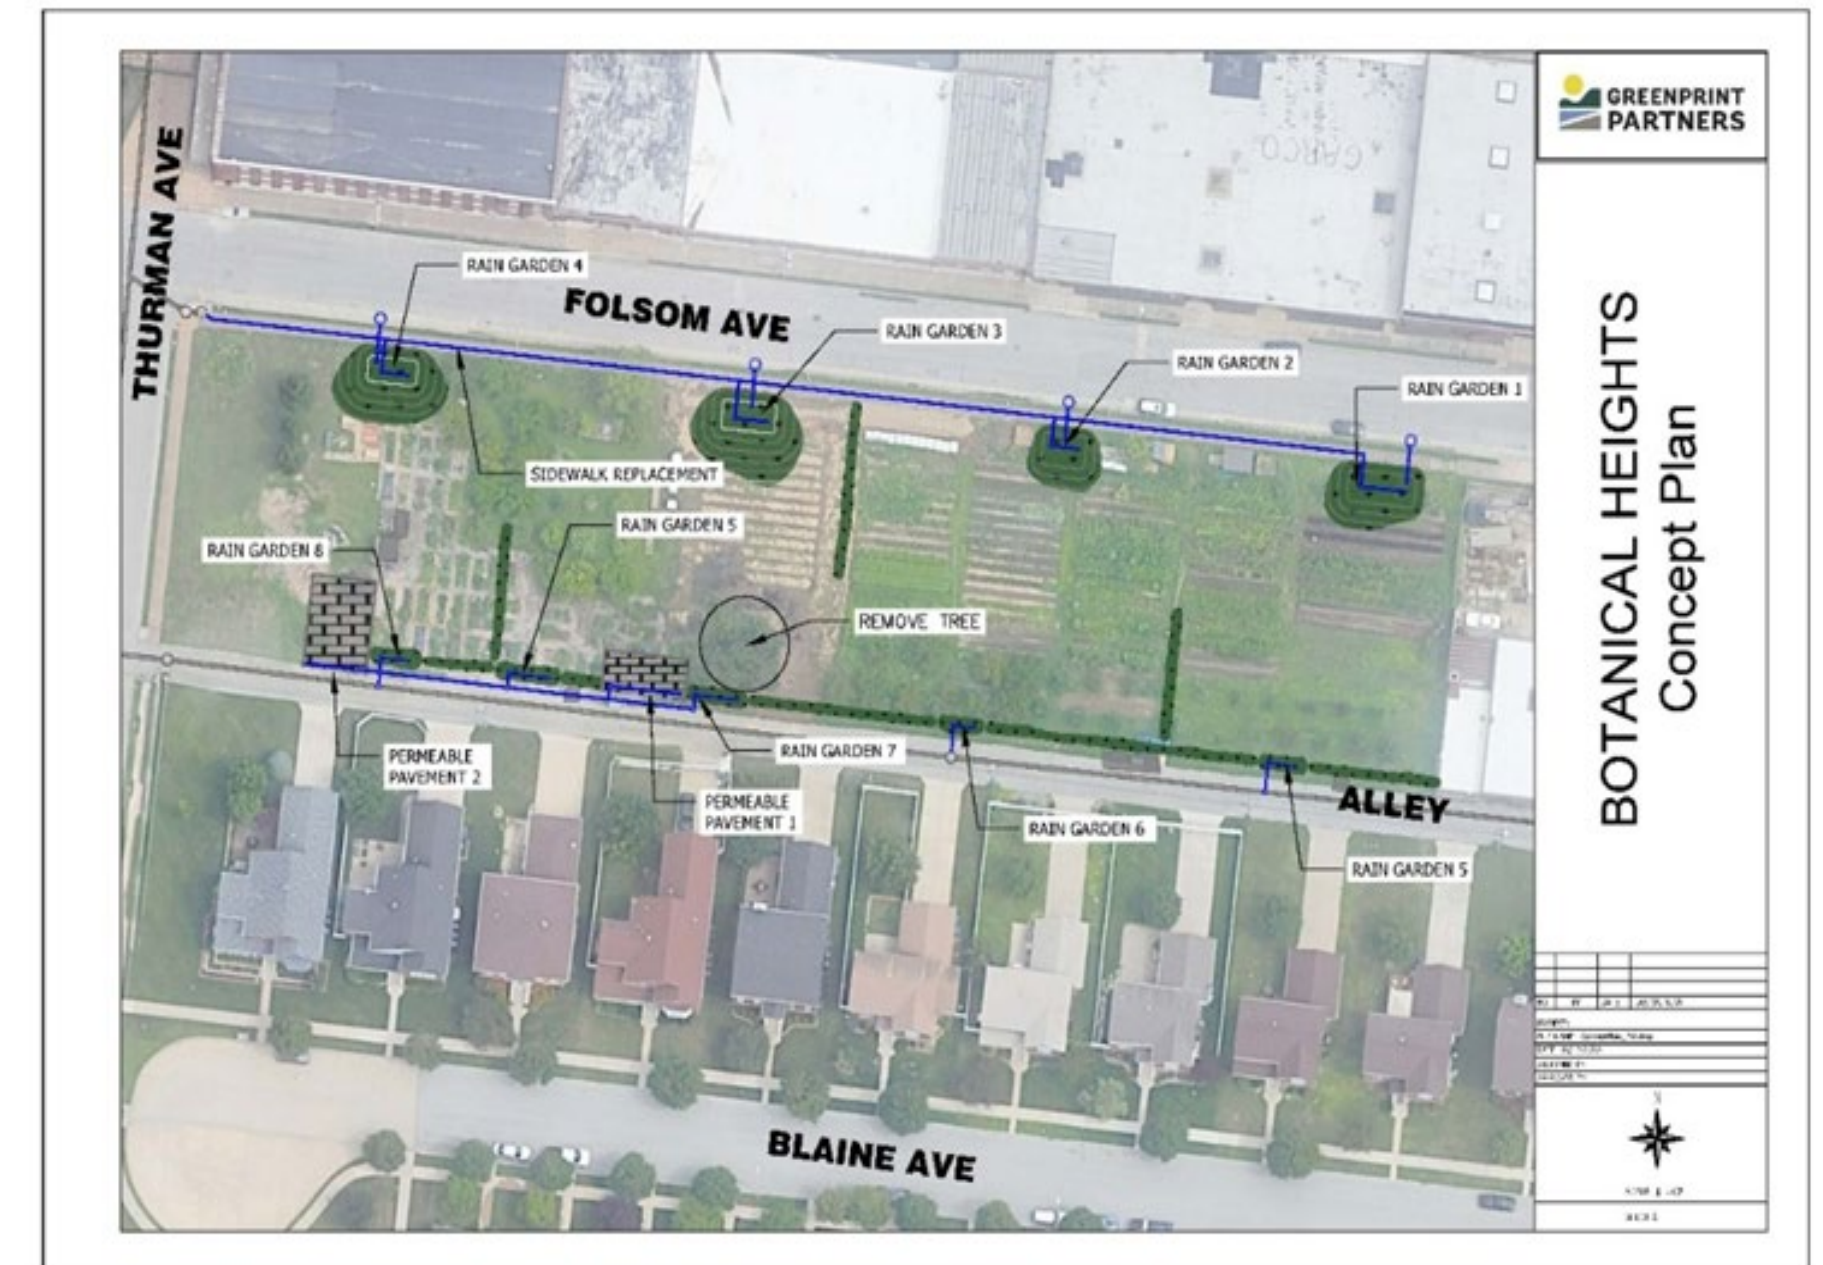 GREENPRINT
PARTNERS
THURMAN AVE
RAIN GARDEN 4
FOLSOM AVE
RAIN GARDEN 3
RAIN GARDEN 2
RAIN GARDEN 1
SIDEWALK REPLACEMENT
RAIN GARDEN 5
RAIN GARDEN 8
REMOVE TREE
PERMEABLE
PAVEMENT 2
RAIN GARDEN 7
PERMEABLE
PAVEMENT 1
RAIN GARDEN 6
ALLEY
RAIN GARDEN 5
BLAINE AVE
BOTANICAL HEIGHTS
Concept Plan
GARCO
N